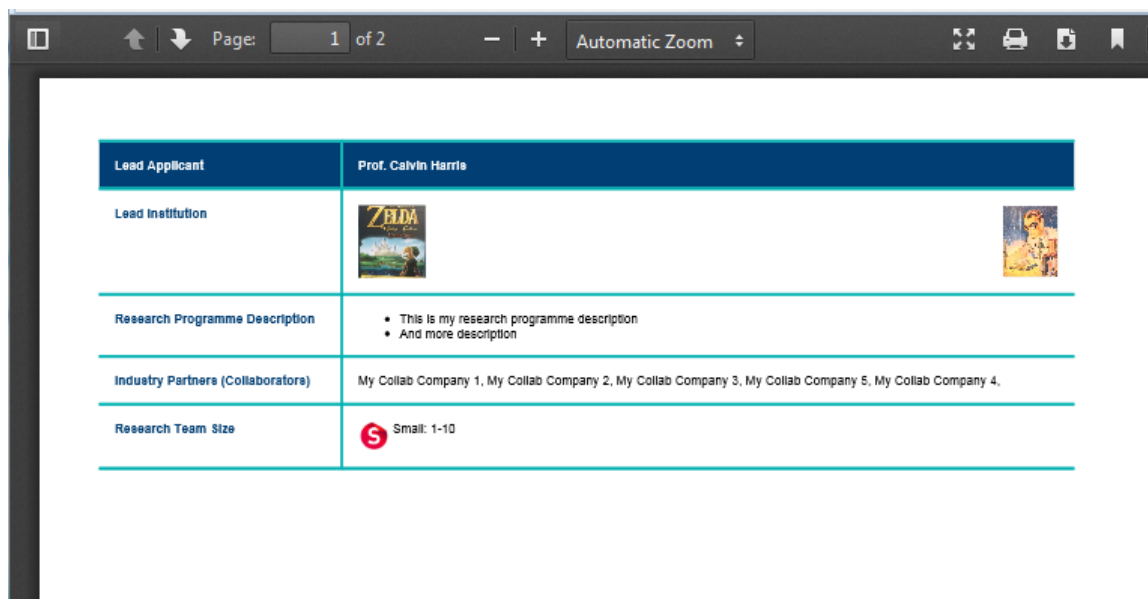 Page: 1 of 2 Automatic Zoom
Lead Applicant Prof. Calvin Harris
Lead Institution
ZELDA
Research Programme Description
This is my research programme description
And more description
Industry Partners (Collaborators) My Collab Company 1, My Collab Company 2, My Collab Company 3, My Collab Company 5, My Collab Company 4,
Research Team Size S Small: 1-10